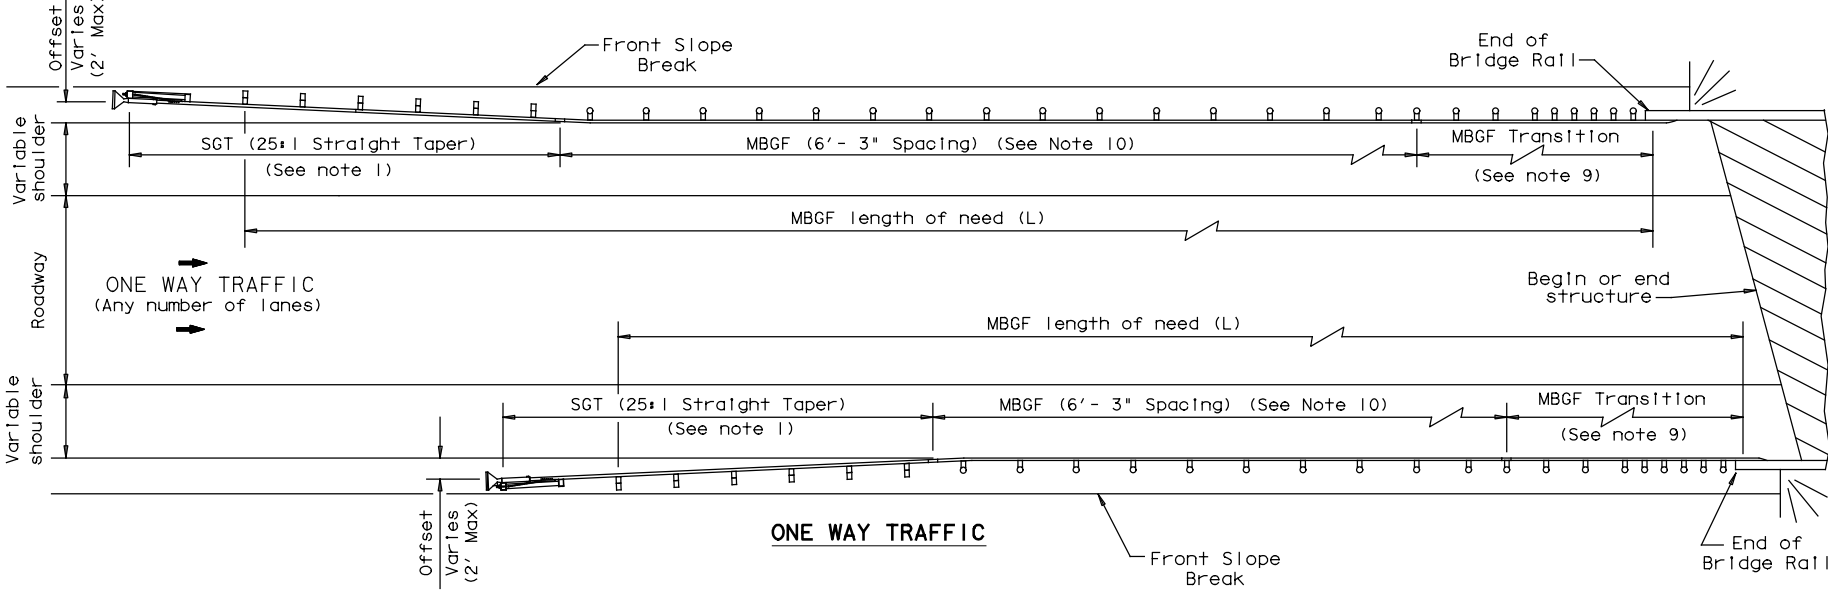 Offset
Varies
(2' Max)
Front Slope
Break
End of
Bridge Rail
Variable
shoulder
SGT (25:1 Straight Taper)
(See note 1)
MBGF (6'- 3" Spacing) (See Note 10)
MBGF Transition
(See note 9)
MBGF length of need (L)
Roadway
ONE WAY TRAFFIC
(Any number of lanes)
Begin or end
structure
MBGF length of need (L)
Variable
shoulder
SGT (25:1 Straight Taper)
(See note 1)
MBGF (6'- 3" Spacing) (See Note 10)
MBGF Transition
(See note 9)
Offset
Varies
(2' Max)
ONE WAY TRAFFIC
Front Slope
Break
End of
Bridge Rail